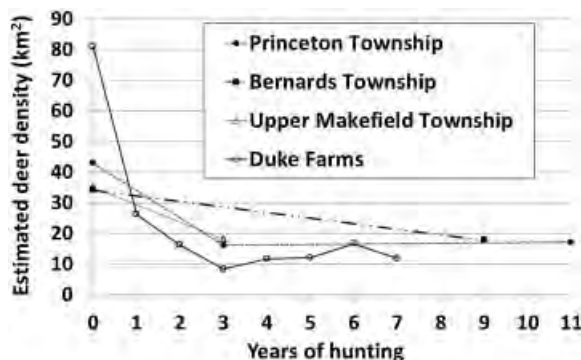 Estimated deer density (km²)
90
80
70
60
50
40
30
20
10
0
Princeton Township
Bernards Township
Upper Makefield Township
Duke Farms
0 1 2 3 4 5 6 7 8 9 10 11
Years of hunting